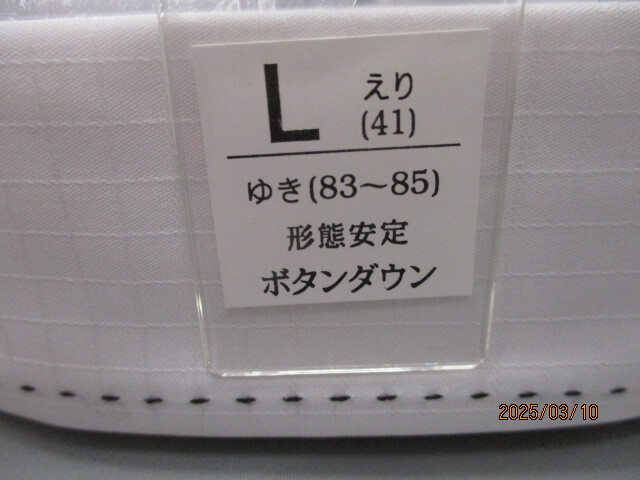 L
えり
(41)
ゆき(83〜85)
形態安定
ボタンダウン
2025/03/10